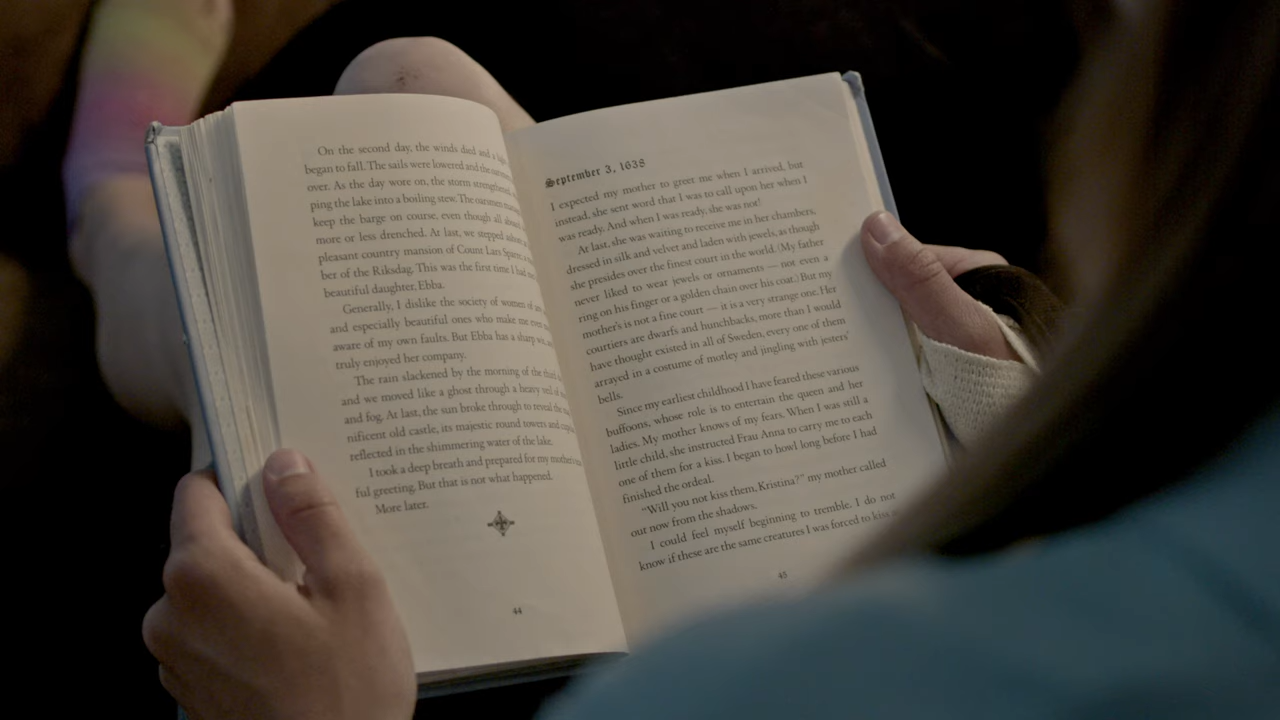 On the second day, the winds died and a
began to fall. The sails were lowered and the
over. As the day wore on, the storm strengthened,
ping the lake into a boiling stew. The oarsmen
keep the barge on course, even though all
more or less drenched. At last, we stepped
pleasant country mansion of Count Lars Sparre,
ber of the Riksdag. This was the first time I had
beautiful daughter, Ebba.
Generally, I dislike the society of women of
and especially beautiful ones who make me
aware of my own faults. But Ebba has a sharp
truly enjoyed her company.
The rain slackened by the morning of the
and we moved like a ghost through a heavy
and fog. At last, the sun broke through to reveal the
nificent old castle, its majestic round towers and
reflected in the shimmering water of the lake.
I took a deep breath and prepared for my
ful greeting. But that is not what happened.
More later.
44
September 3, 1638
I expected my mother to greet me when I arrived, but
instead, she sent word that I was to call upon her when I
was ready. And when I was ready, she was not!
At last, she was waiting to receive me in her chambers,
dressed in silk and velvet and laden with jewels, as though
she presides over the finest court in the world. (My father
never liked to wear jewels or ornaments — not even a
ring on his finger or a golden chain over his coat.) But my
mother's is not a fine court — it is a very strange one. Her
courtiers are dwarfs and hunchbacks, more than I would
have thought existed in all of Sweden, every one of them
arrayed in a costume of motley and jingling with jesters'
bells.
Since my earliest childhood I have feared these various
buffoons, whose role is to entertain the queen and her
ladies. My mother knows of my fears. When I was still a
little child, she instructed Frau Anna to carry me to each
one of them for a kiss. I began to howl long before I had
finished the ordeal.
"Will you not kiss them, Kristina?" my mother called
out now from the shadows.
I could feel myself beginning to tremble. I do not
know if these are the same creatures I was forced to kiss
45